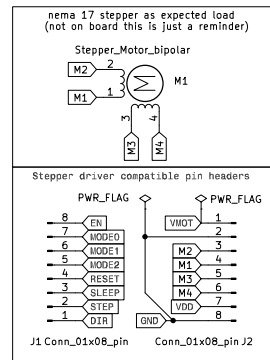 nema 17 stepper as expected load
(not on board this is just a reminder)
Stepper_Motor_bipolar
M2 2
M1 1
M1
3 4
M3 M4
Stepper driver compatible pin headers
PWR_FLAG PWR_FLAG
8 EN
7 MODE0
6 MODE1
5 MODE2
4 RESET
3 SLEEP
2 STEP
1 DIR
VMOT 1
2
M2 3
M1 4
M3 5
M4 6
VDD 7
GND 8
J1 Conn_01x08_pin
Conn_01x08_pin J2